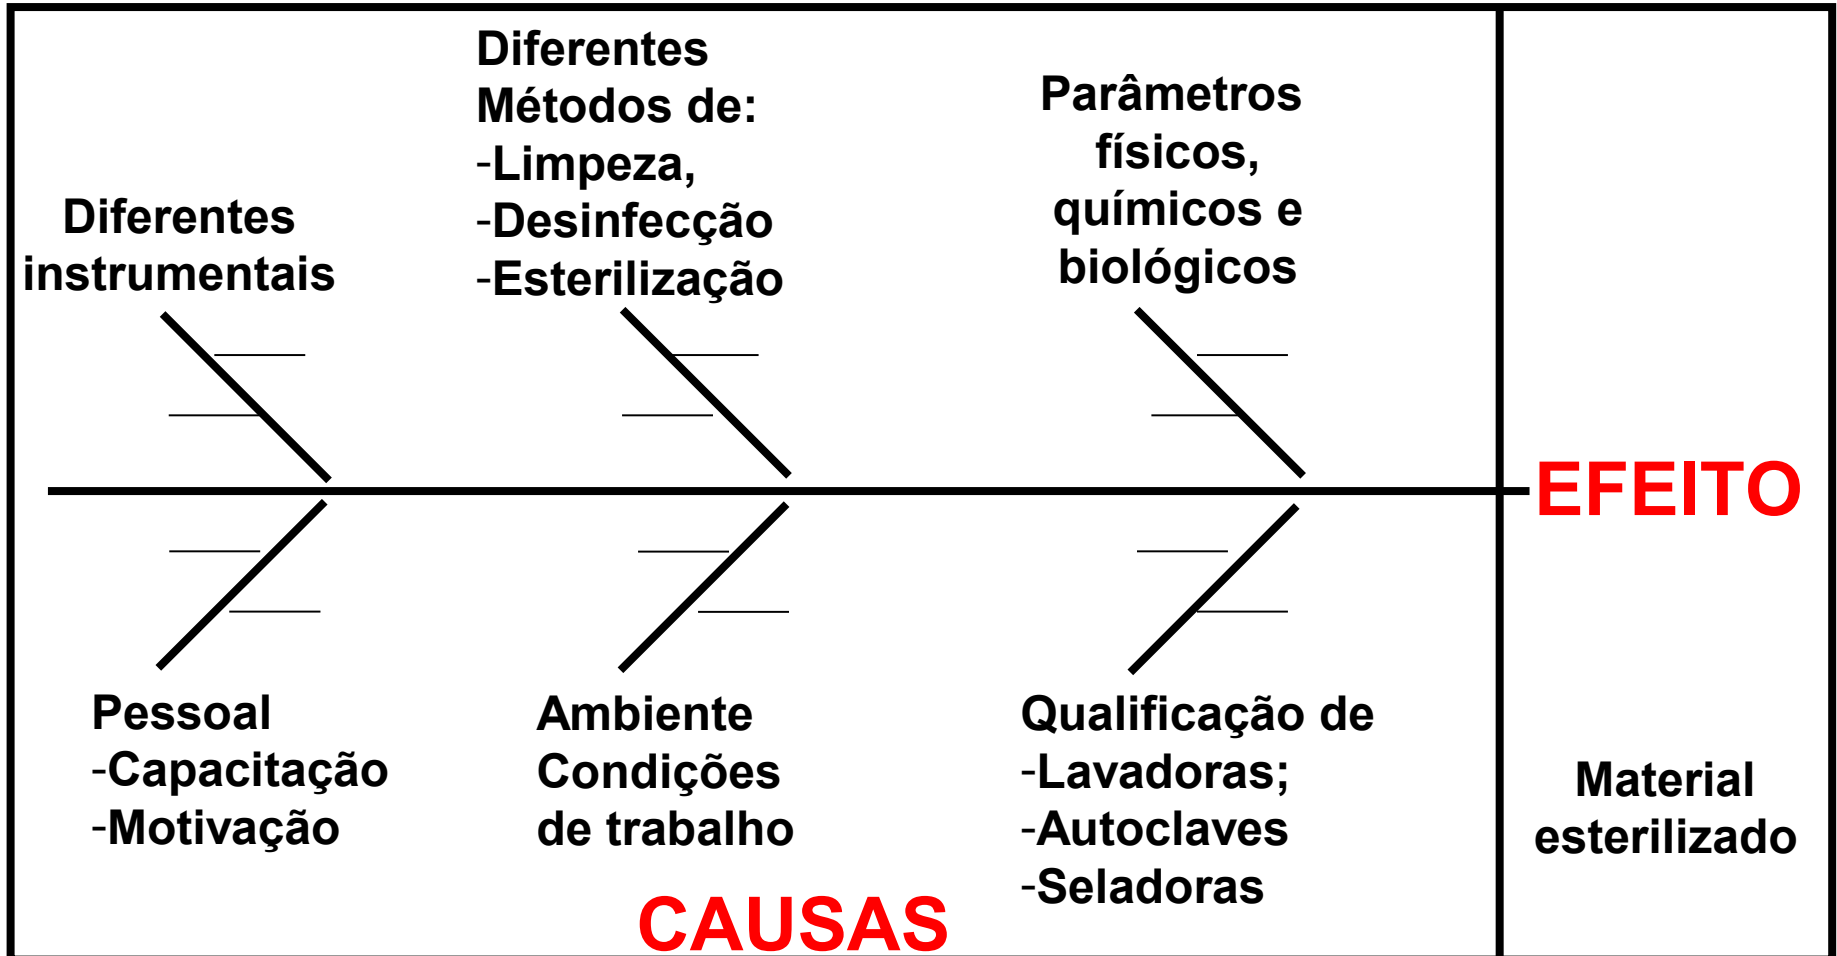 Diferentes
instrumentais
Diferentes
Métodos de:
-Limpeza,
-Desinfecção
-Esterilização
Parâmetros
físicos,
químicos e
biológicos
EFEITO
Pessoal
-Capacitação
-Motivação
Ambiente
Condições
de trabalho
Qualificação de
-Lavadoras;
-Autoclaves
-Seladoras
Material
esterilizado
CAUSAS